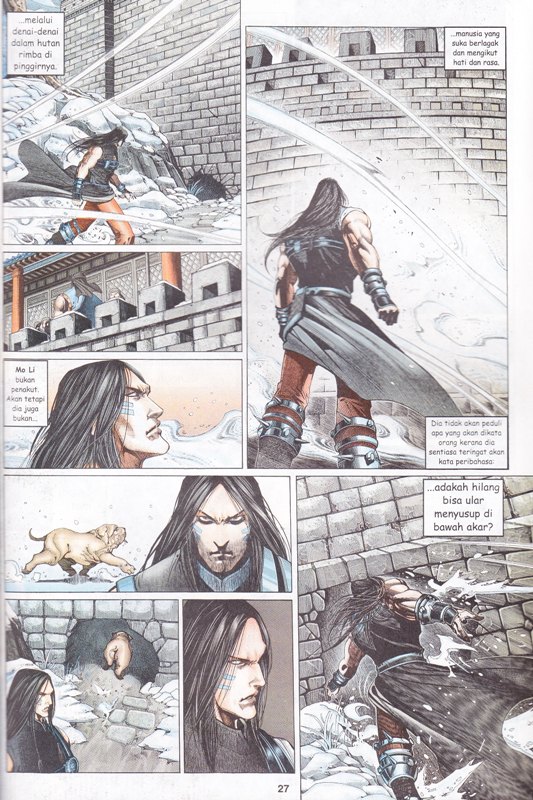 ...melalui
denai-denai
dalam hutan
rimba di
pinggirnya.
Mo Li
bukan
penakut.
Akan tetapi
dia juga
bukan...
...manusia yang
suka berlagak
dan mengikut
hati dan rasa.
Dia tidak akan peduli
apa yang akan dikata
orang kerana dia
sentiasa teringat akan
kata peribahasa:
...adakah hilang
bisa ular
menyusup di
bawah akar?
27